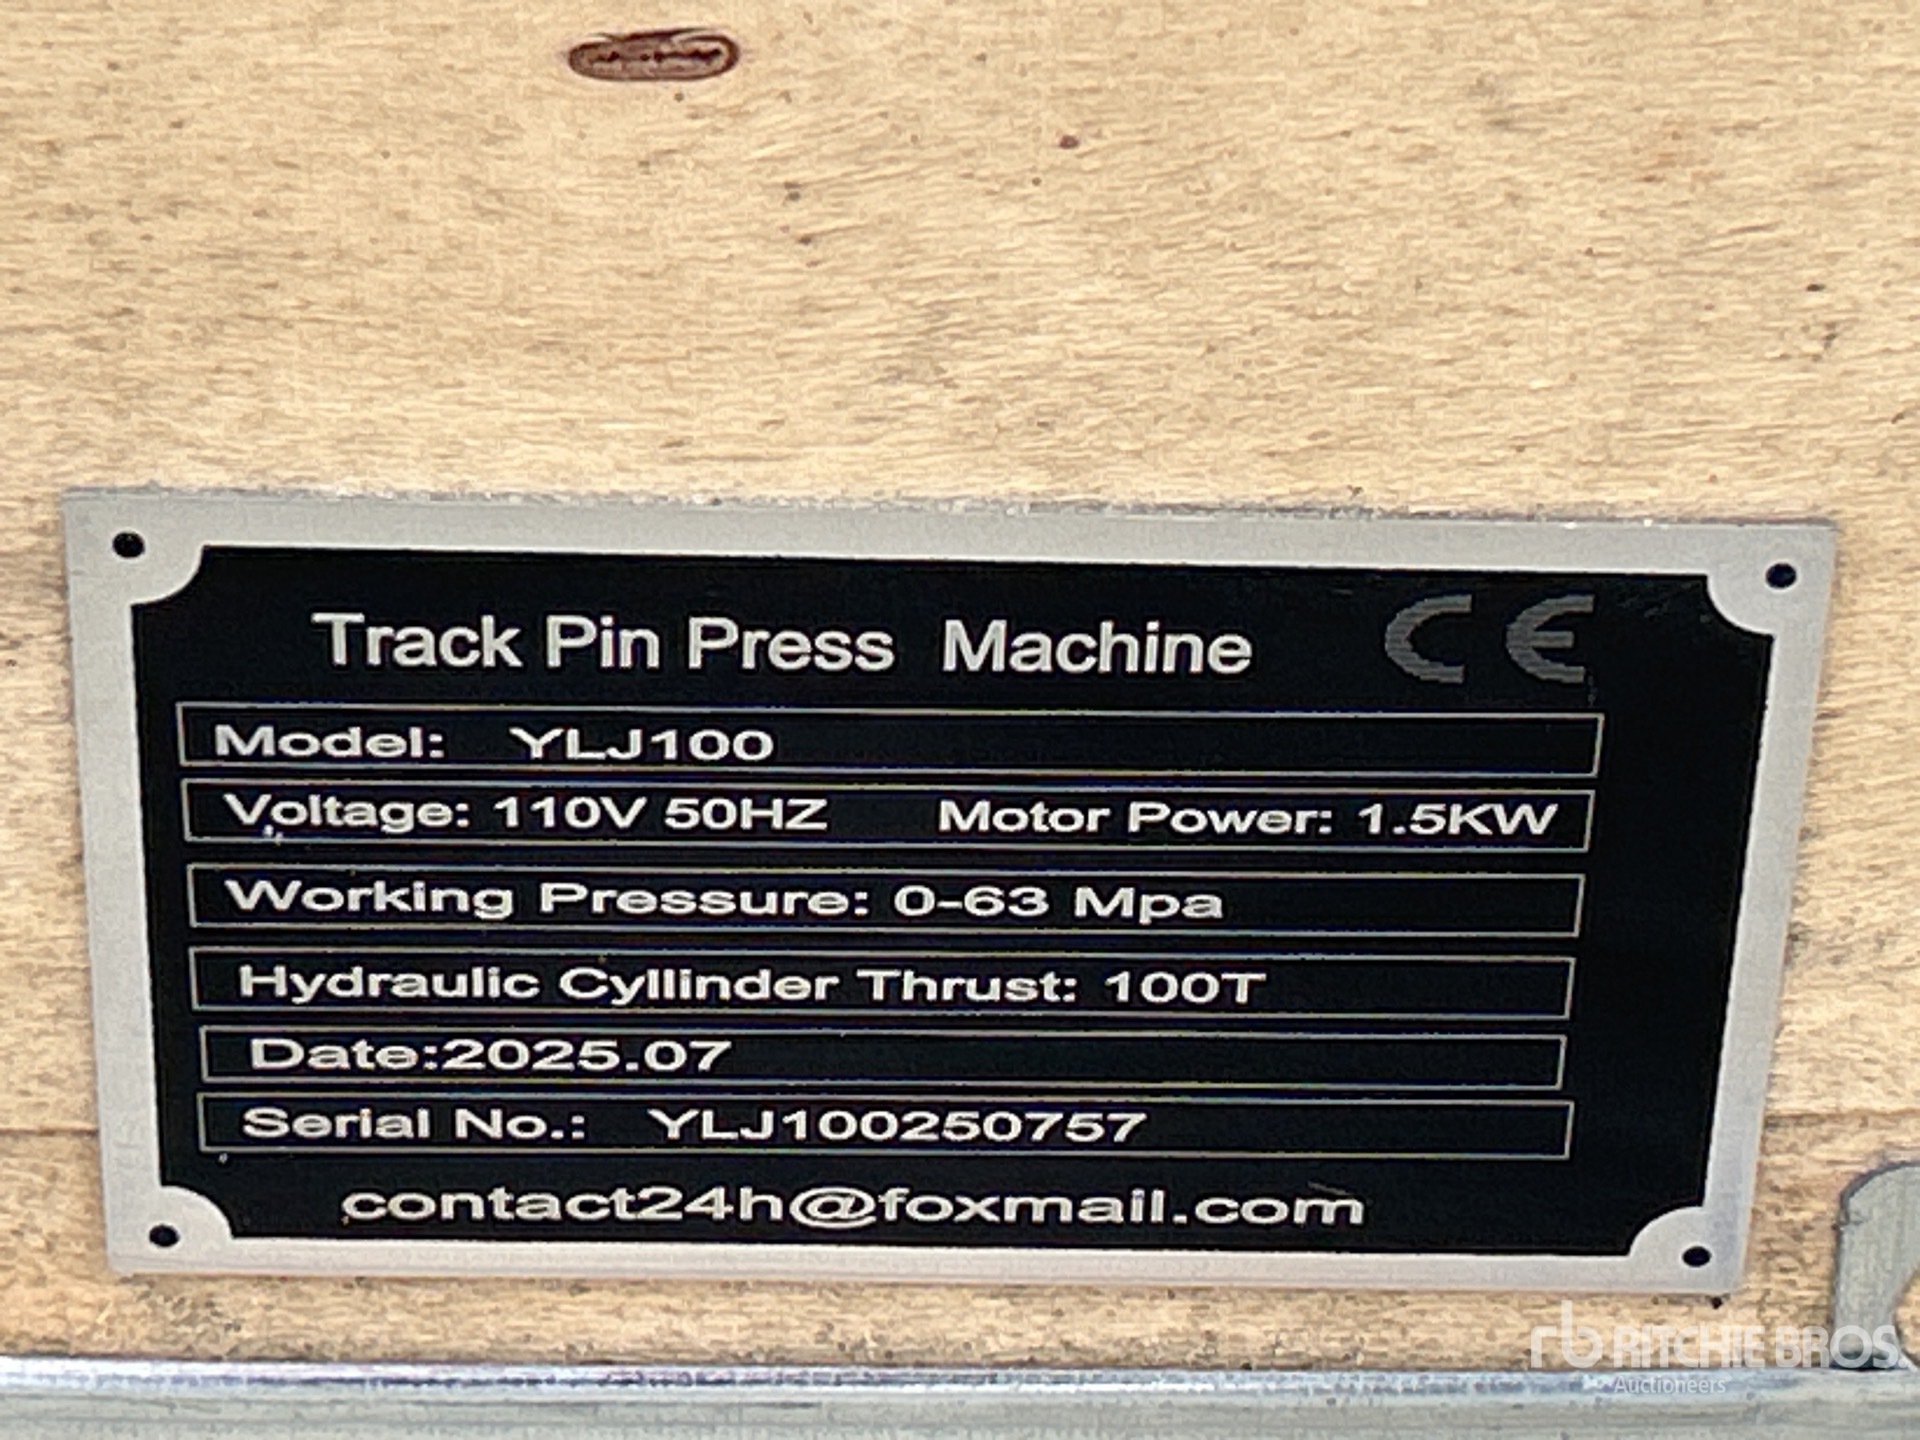 Track Pin Press Machine CE
Model: YLJ100
Voltage: 110V 50HZ Motor Power: 1.5KW
Working Pressure: 0-63 Mpa
Hydraulic Cyllinder Thrust: 100T
Date:2025.07
Serial No.: YLJ100250757
contact24h@foxmail.com
rb RITCHIE BROS.
Auctioneers